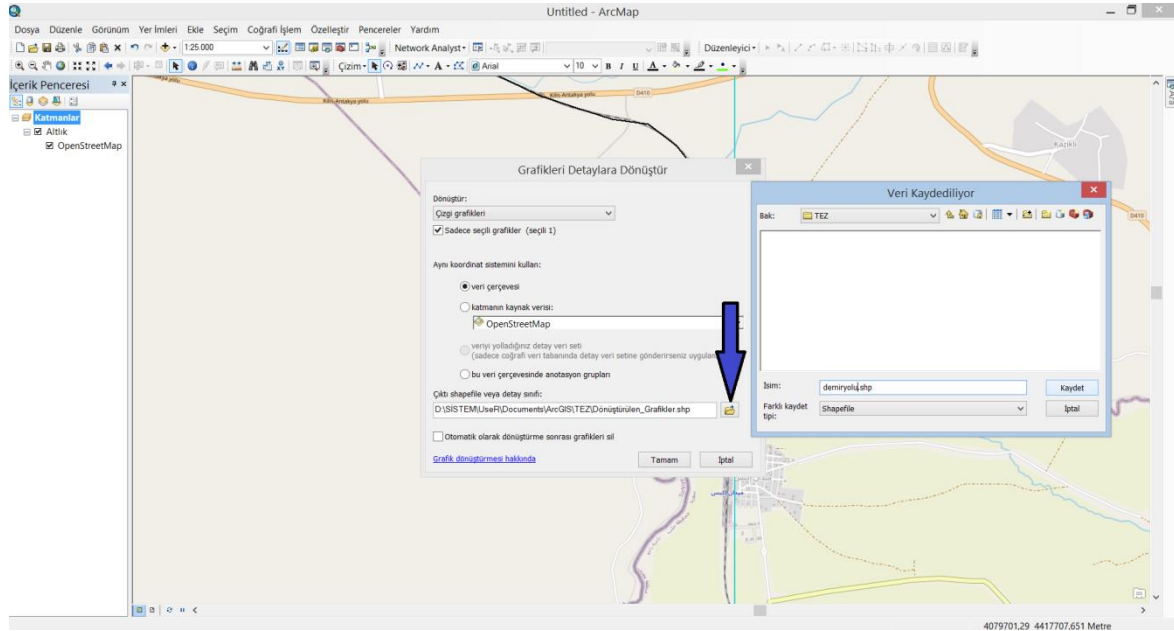 Untitled - ArcMap
Dosya Düzenle Görünüm Yer İmleri Ekle Seçim Coğrafi İşlem Özelleştir Pencereler Yardım
1:25.000
Network Analyst
Düzenleyici
Çizim
Arial
10
B I U A
İçerik Penceresi
Katmanlar
Altlık
OpenStreetMap
Kilis-Antakya yolu
Kilis-Antakya yolu
D410
Kazıklı
D410
Grafikleri Detaylara Dönüştür
Dönüştür:
Çizgi grafikleri
Sadece seçili grafikler (seçili 1)
Aynı koordinat sistemini kullan:
veri çerçevesi
katmanın kaynak verisi:
OpenStreetMap
veriyi yolladığınız detay veri seti
(sadece coğrafi veri tabanında detay veri setine gönderirseniz uygulan
bu veri çerçevesinde anotasyon grupları
Çıktı shapefile veya detay sınıfı:
D:\SİSTEM\UseR\Documents\ArcGIS\TEZ\Dönüştürülen_Grafikler.shp
Otomatik olarak dönüştürme sonrası grafikleri sil
Grafik dönüştürmesi hakkında
Tamam
İptal
Veri Kaydediliyor
Bak:
TEZ
İsim:
demiryolu.shp
Kaydet
Farklı kaydet
tipi:
Shapefile
İptal
Ara
4079701,29 4417707,651 Metre